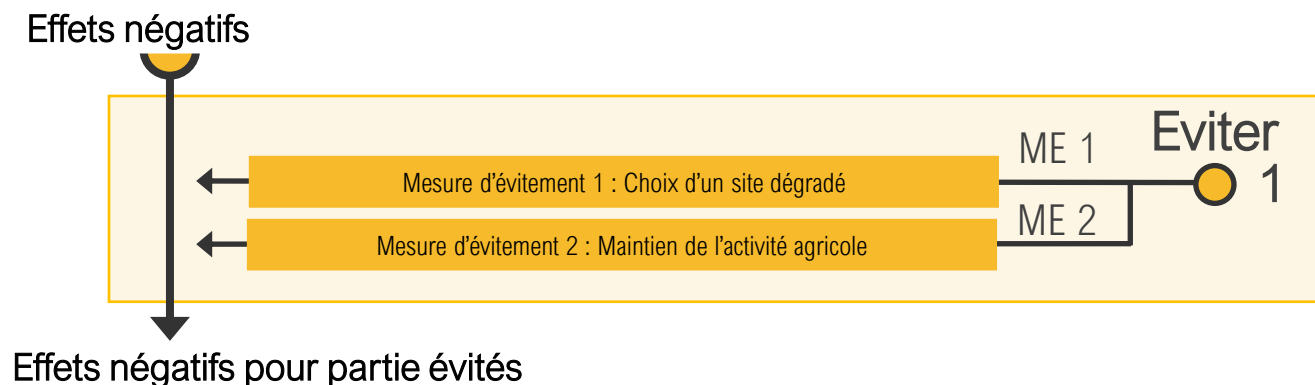 Effets négatifs
Eviter
1
ME 1
Mesure d'évitement 1 : Choix d'un site dégradé
ME 2
Mesure d'évitement 2 : Maintien de l'activité agricole
Effets négatifs pour partie évités